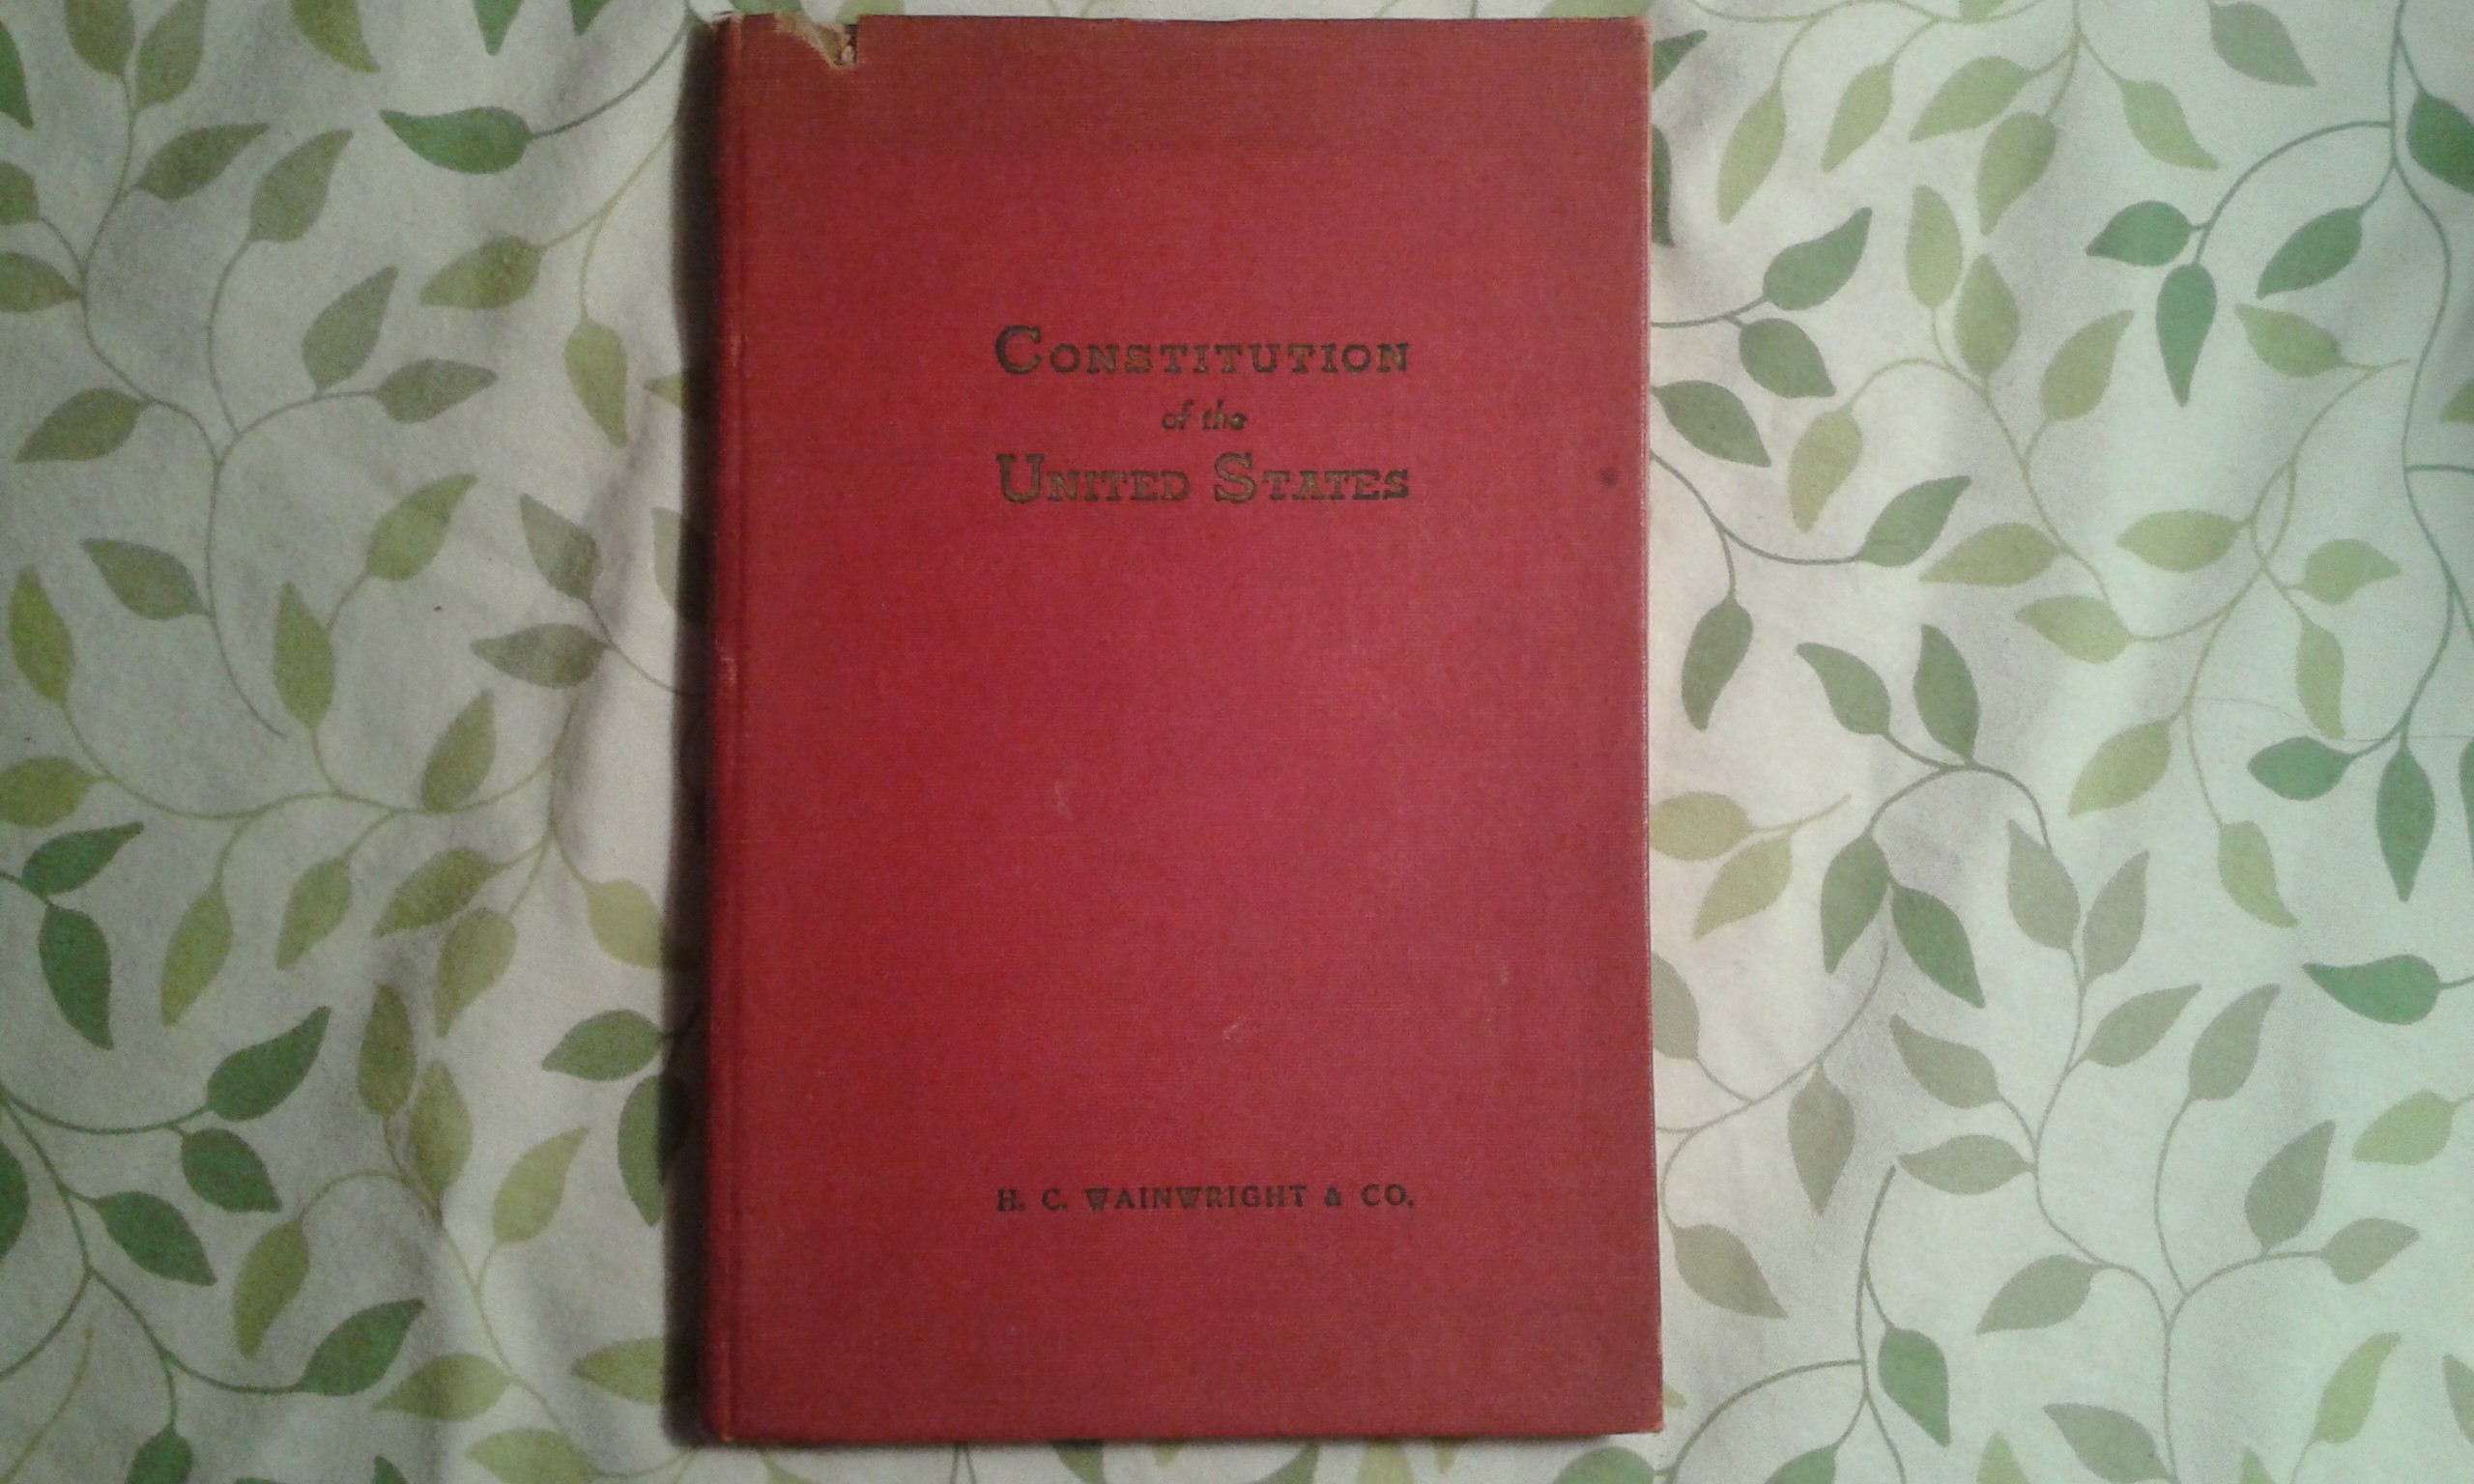 CONSTITUTION
of the
UNITED STATES
H. C. WAINWRIGHT & CO.